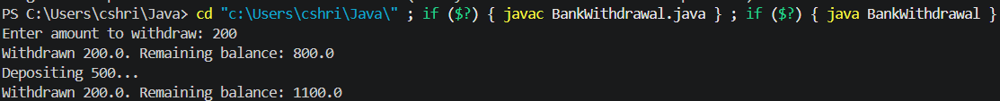 PS C:\Users\cshri\Java> cd "c:\Users\cshri\Java\" ; if ($?) { javac BankWithdrawal.java } ; if ($?) { java BankWithdrawal }
Enter amount to withdraw: 200
Withdrawn 200.0. Remaining balance: 800.0
Depositing 500...
Withdrawn 200.0. Remaining balance: 1100.0